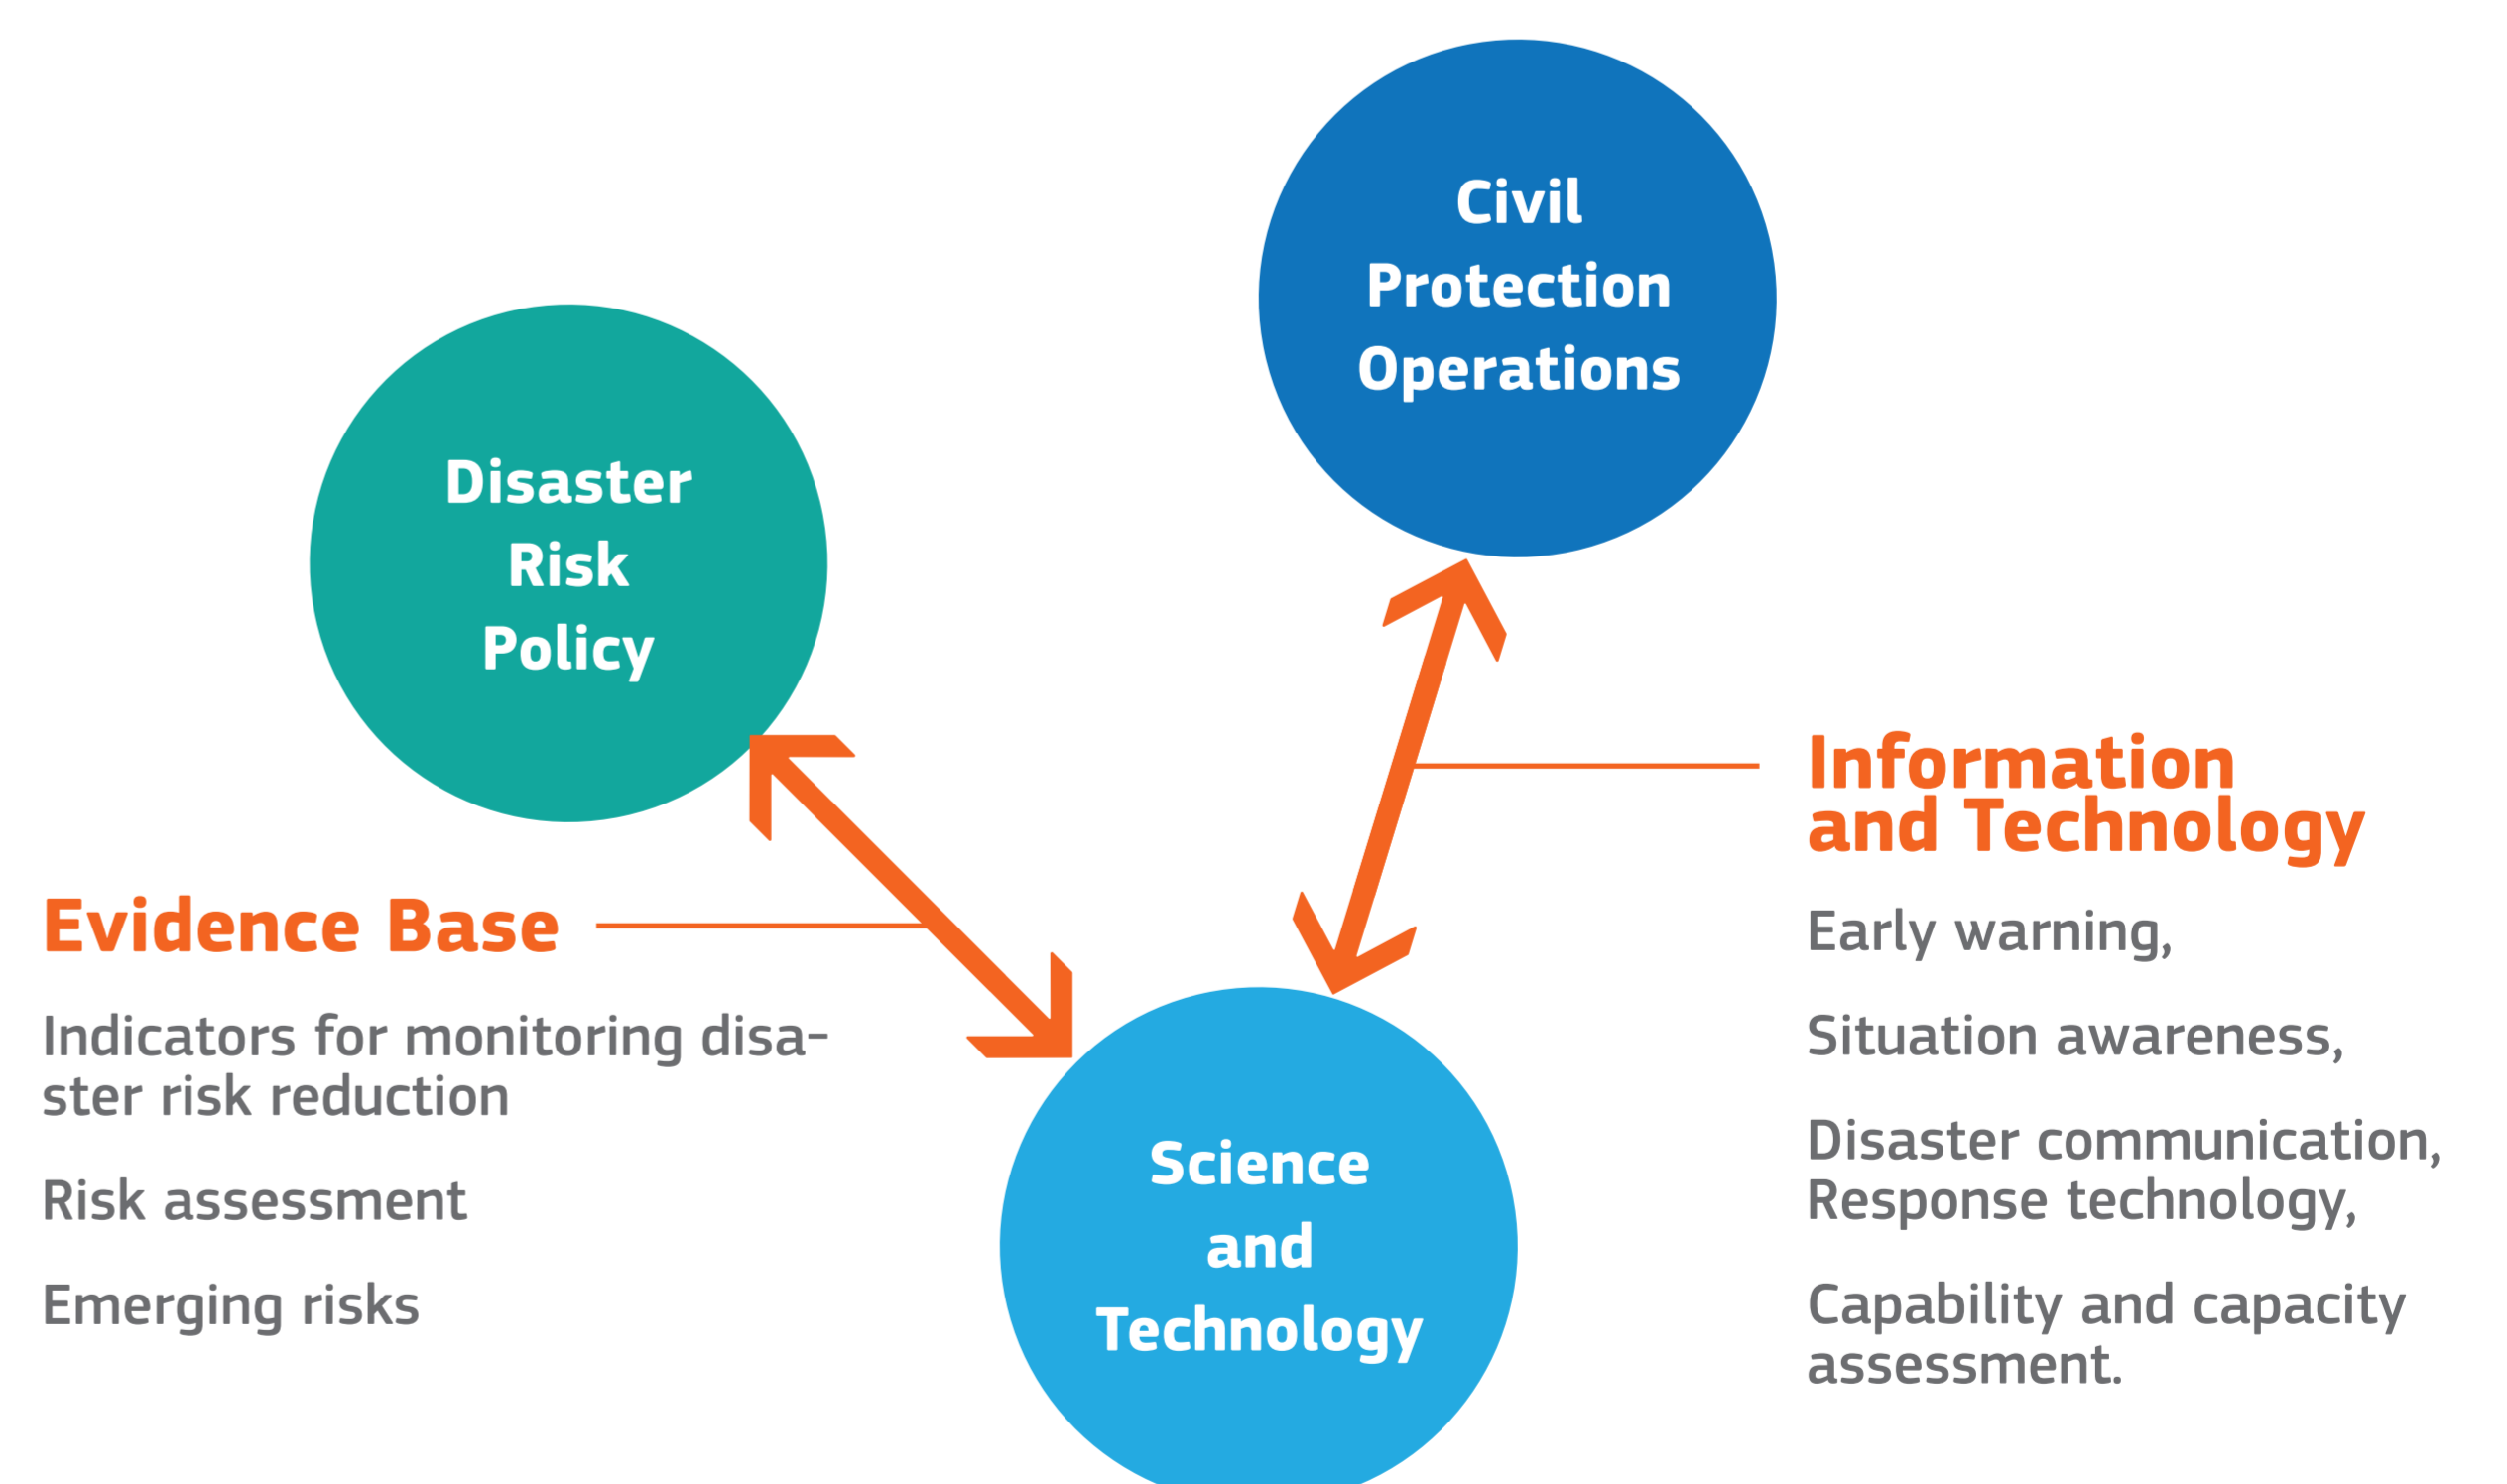 Civil
Protection
Operations
Disaster
Risk
Policy
Information
and Technology
Early warning,
Situation awareness,
Disaster communication,
Response technology,
Capability and capacity
assessment.
Evidence Base
Indicators for monitoring disa-
ster risk reduction
Risk assessment
Emerging risks
Science
and
Technology